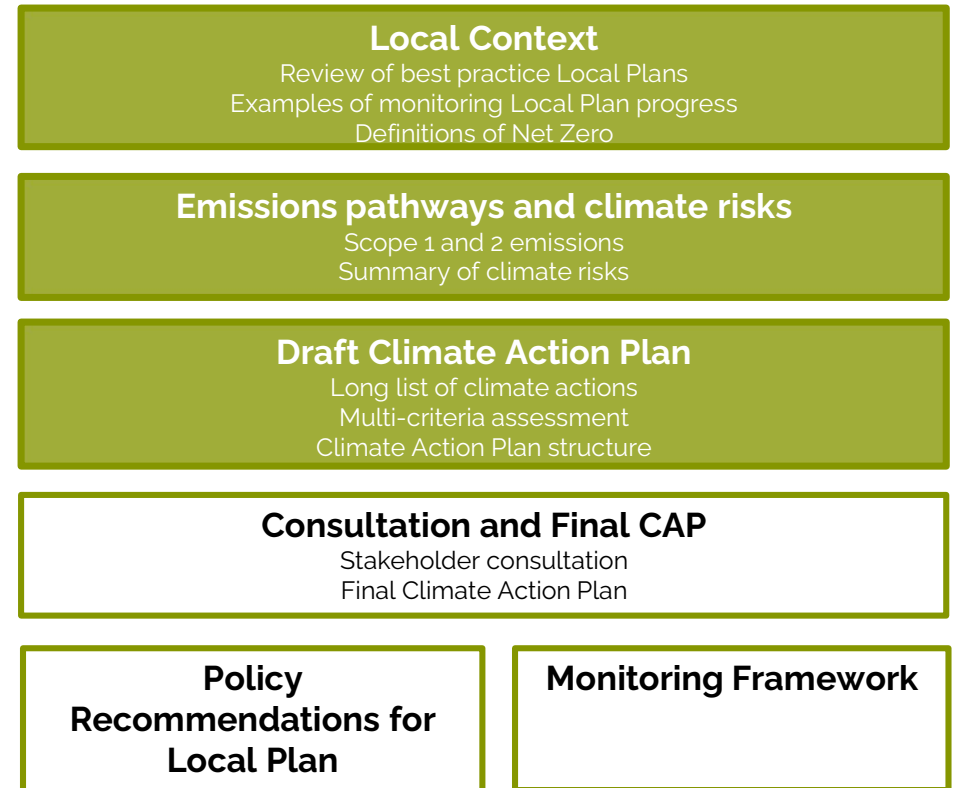 Local Context
Review of best practice Local Plans
Examples of monitoring Local Plan progress
Definitions of Net Zero
Emissions pathways and climate risks
Scope 1 and 2 emissions
Summary of climate risks
Draft Climate Action Plan
Long list of climate actions
Multi-criteria assessment
Climate Action Plan structure
Consultation and Final CAP
Stakeholder consultation
Final Climate Action Plan
Policy
Recommendations for
Local Plan
Monitoring Framework